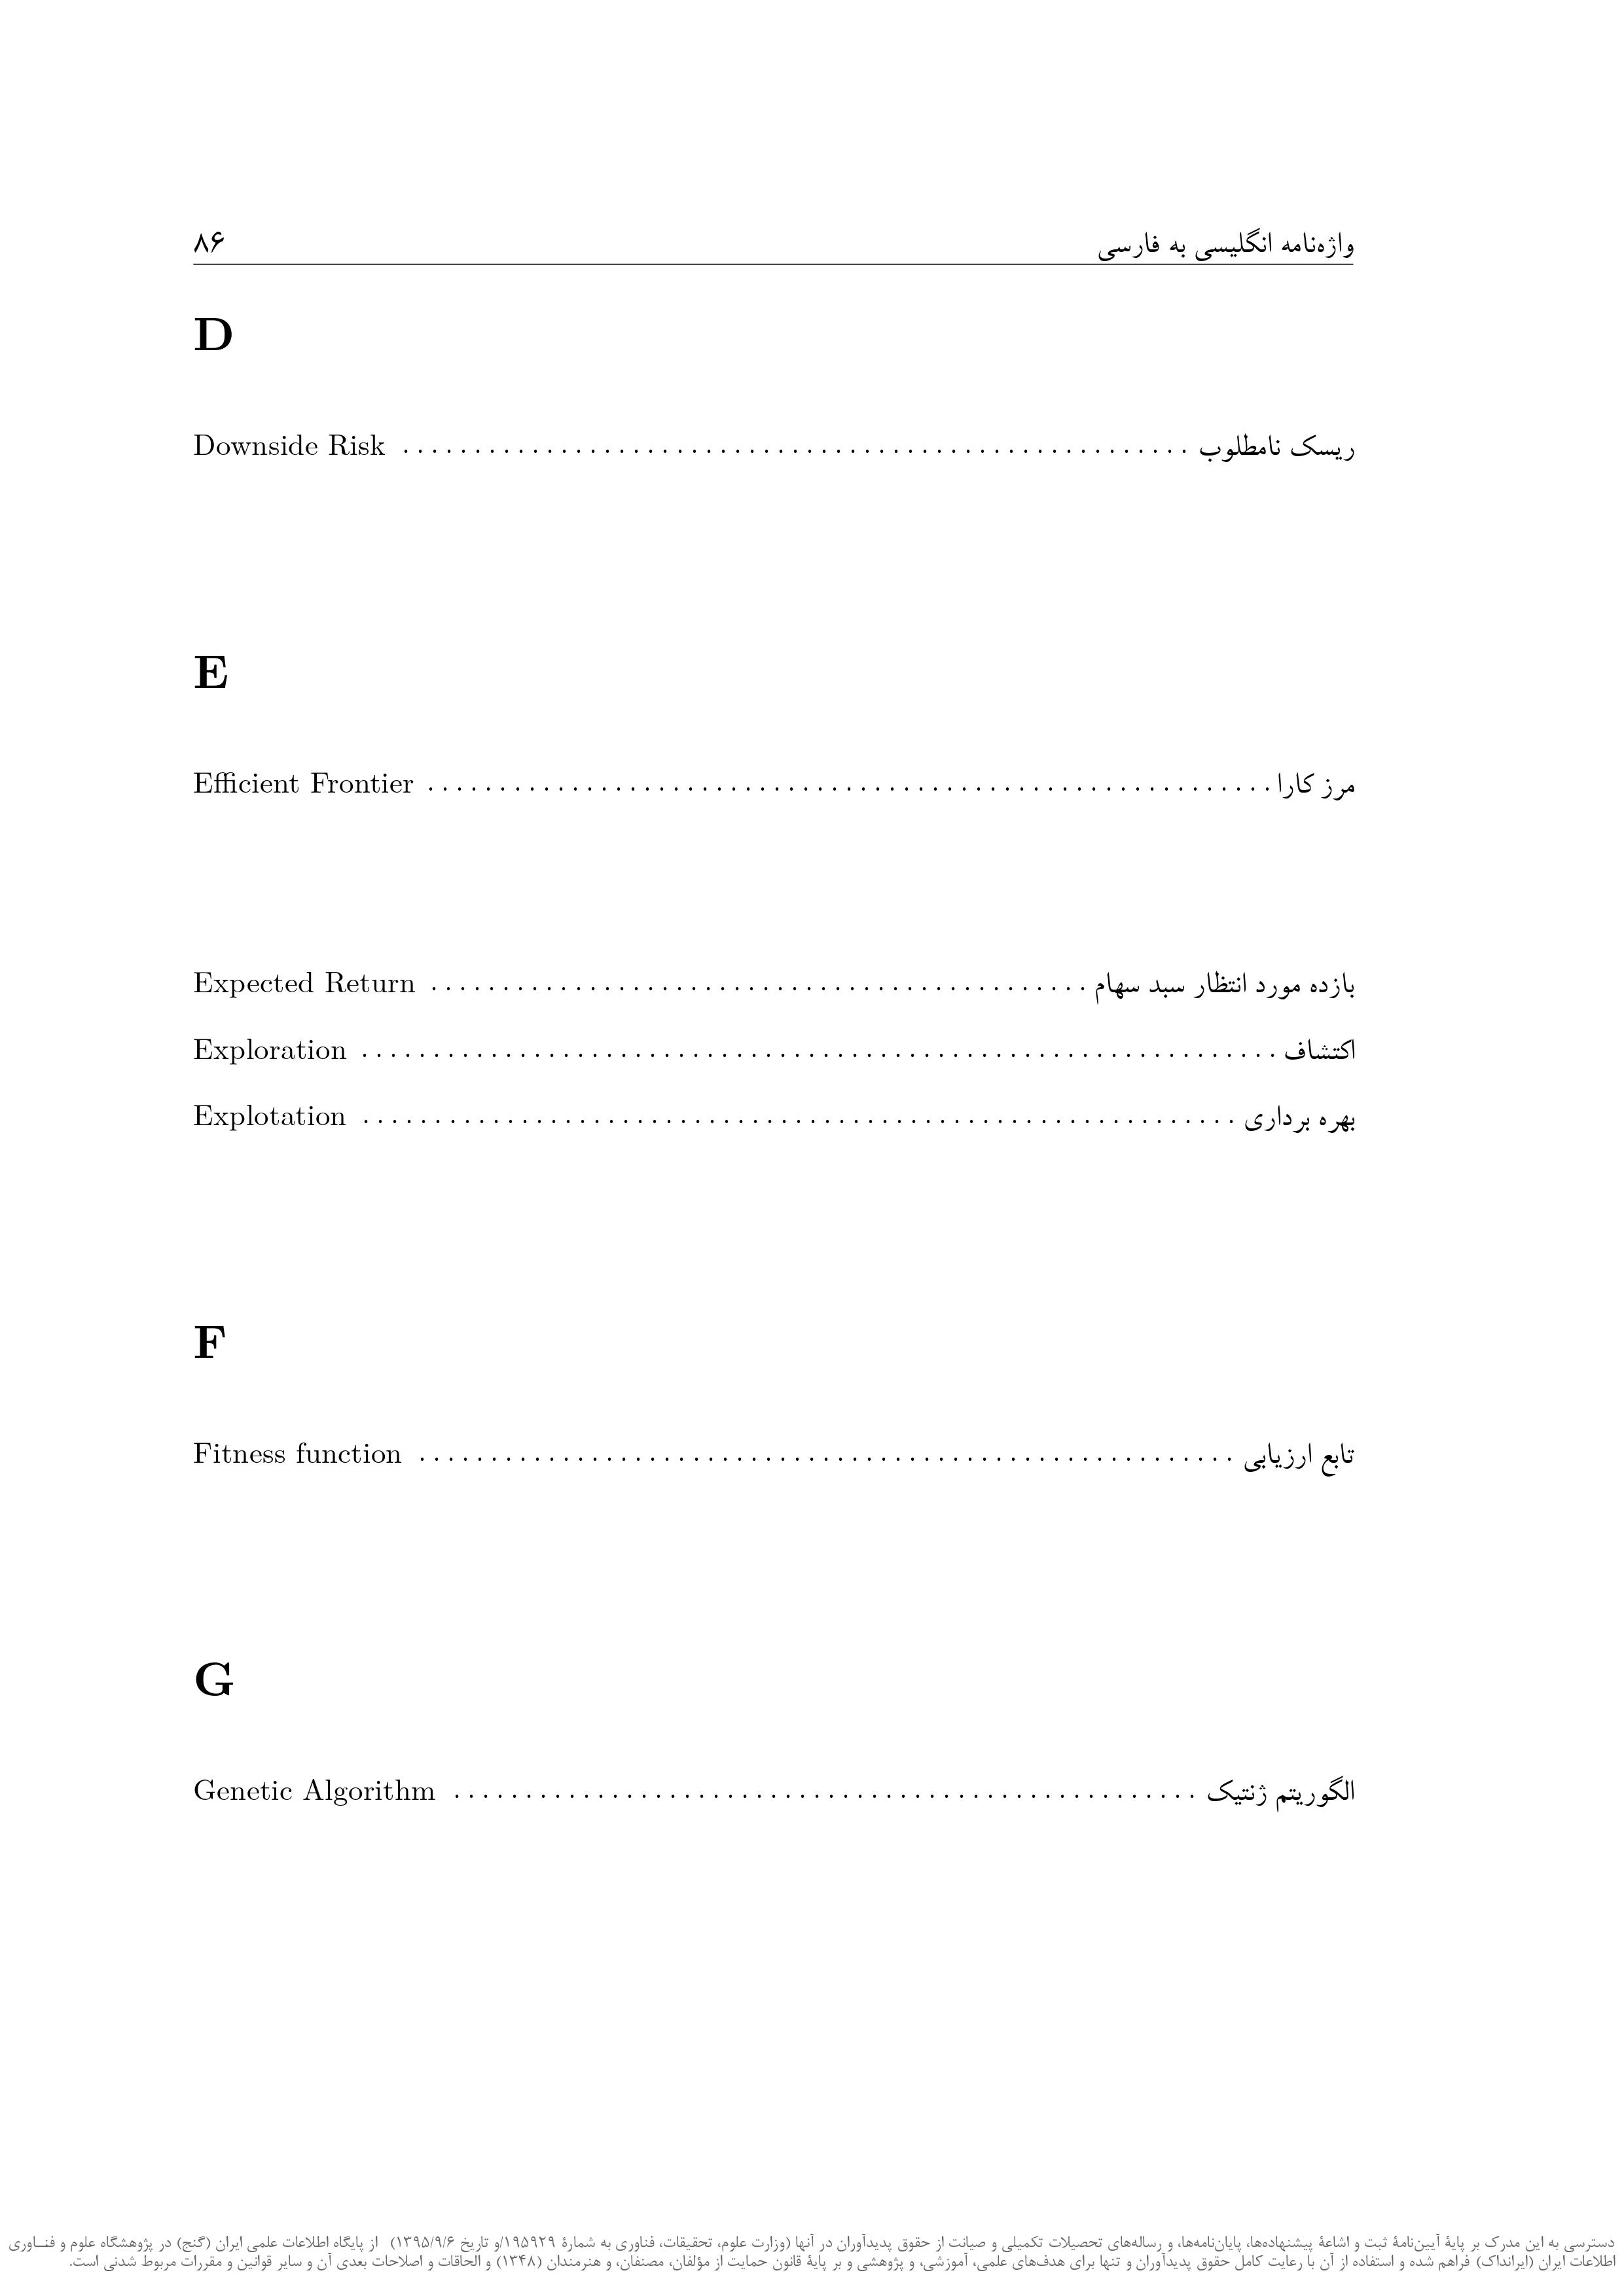 واژه‌نامه انگلیسی به فارسی ۸۶
D
Downside Risk . . . . . . . . . . . . . . . . . . . . . . . . . . . . . . . . . . . . . . . . ریسک نامطلوب
E
Efficient Frontier . . . . . . . . . . . . . . . . . . . . . . . . . . . . . . . . . . . . . . . . مرز کارا
Expected Return . . . . . . . . . . . . . . . . . . . . . . . . . . . . . . . . . . . . . . . . بازده مورد انتظار سبد سهام
Exploration . . . . . . . . . . . . . . . . . . . . . . . . . . . . . . . . . . . . . . . . اکتشاف
Explotation . . . . . . . . . . . . . . . . . . . . . . . . . . . . . . . . . . . . . . . . بهره برداری
F
Fitness function . . . . . . . . . . . . . . . . . . . . . . . . . . . . . . . . . . . . . . . . تابع ارزیابی
G
Genetic Algorithm . . . . . . . . . . . . . . . . . . . . . . . . . . . . . . . . . . . . . . . . الگوریتم ژنتیک
دسترسی به این مدرک بر پایهٔ آیین‌نامهٔ ثبت و اشاعهٔ پیشنهاده‌ها، پایان‌نامه‌ها، و رساله‌های تحصیلات تکمیلی و صیانت از حقوق پدیدآوران در آنها (وزارت علوم، تحقیقات، فناوری به شمارهٔ ۱۹۵۹۲۹/و تاریخ ۱۳۹۵/۹/۶) از پایگاه اطلاعات علمی ایران (گنج) در پژوهشگاه علوم و فنــاوری
اطلاعات ایران (ایرانداک) فراهم شده و استفاده از آن با رعایت کامل حقوق پدیدآوران و تنها برای هدف‌های علمی، آموزشی، و پژوهشی و بر پایهٔ قانون حمایت از مؤلفان، مصنفان، و هنرمندان (۱۳۴۸) و الحاقات و اصلاحات بعدی آن و سایر قوانین و مقررات مربوط شدنی است.